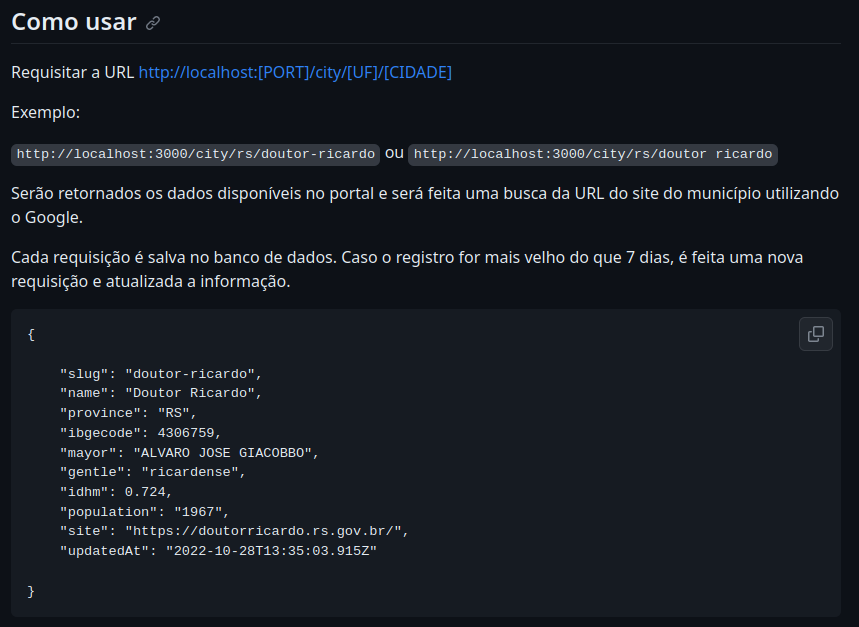 Como usar
Requisitar a URL http://localhost:[PORT]/city/[UF]/[CIDADE]
Exemplo:
http://localhost:3000/city/rs/doutor-ricardo ou http://localhost:3000/city/rs/doutor ricardo
Serão retornados os dados disponíveis no portal e será feita uma busca da URL do site do município utilizando
o Google.
Cada requisição é salva no banco de dados. Caso o registro for mais velho do que 7 dias, é feita uma nova
requisição e atualizada a informação.
{
    "slug": "doutor-ricardo",
    "name": "Doutor Ricardo",
    "province": "RS",
    "ibgecode": 4306759,
    "mayor": "ALVARO JOSE GIACOBBO",
    "gentle": "ricardense",
    "idhm": 0.724,
    "population": "1967",
    "site": "https://doutorricardo.rs.gov.br/",
    "updatedAt": "2022-10-28T13:35:03.915Z"
}